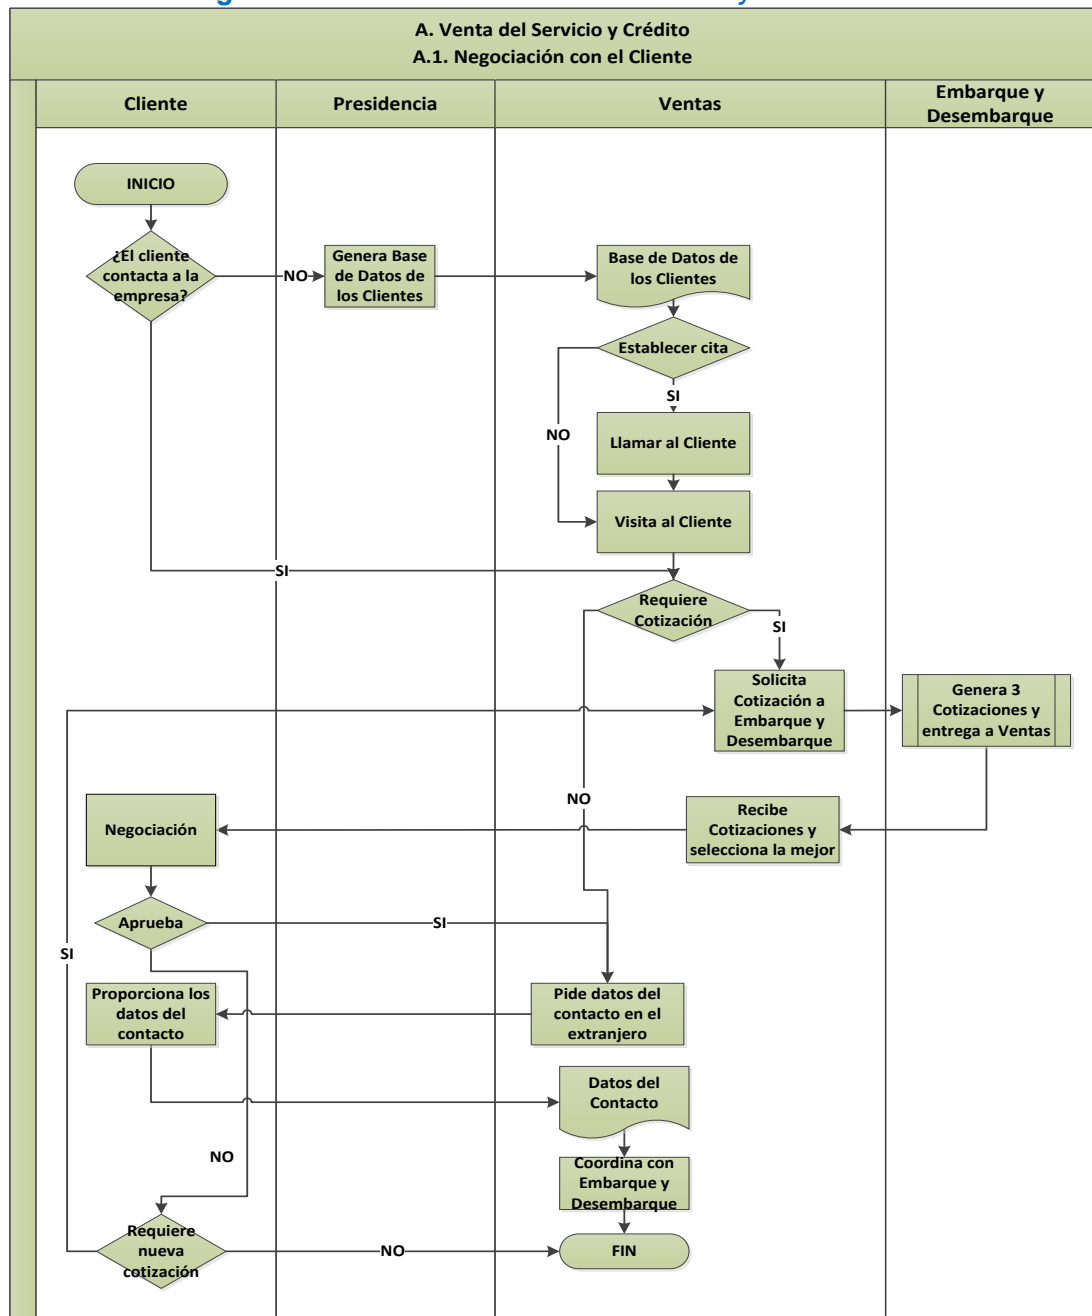 A. Venta del Servicio y Crédito
A.1. Negociación con el Cliente
Cliente
Presidencia
Ventas
Embarque y
Desembarque
INICIO
¿El cliente
contacta a la
empresa?
NO
Genera Base
de Datos de
los Clientes
Base de Datos de
los Clientes
Establecer cita
SI
NO
Llamar al Cliente
Visita al Cliente
SI
Requiere
Cotización
SI
Solicita
Cotización a
Embarque y
Desembarque
Genera 3
Cotizaciones y
entrega a Ventas
NO
Recibe
Cotizaciones y
selecciona la mejor
Negociación
Aprueba
SI
SI
Proporciona los
datos del
contacto
Pide datos del
contacto en el
extranjero
Datos del
Contacto
NO
Coordina con
Embarque y
Desembarque
Requiere
nueva
cotización
NO
FIN